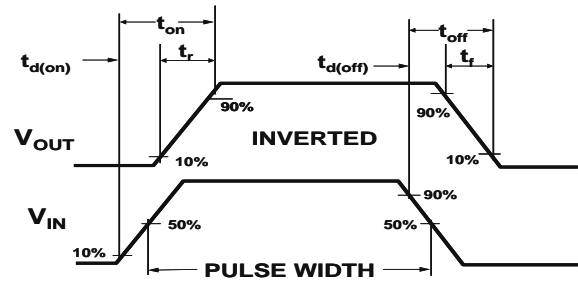 ton
toff
tr
tf
td(on)
td(off)
90%
90%
VOUT
INVERTED
10%
10%
90%
VIN
50%
50%
10%
PULSE WIDTH